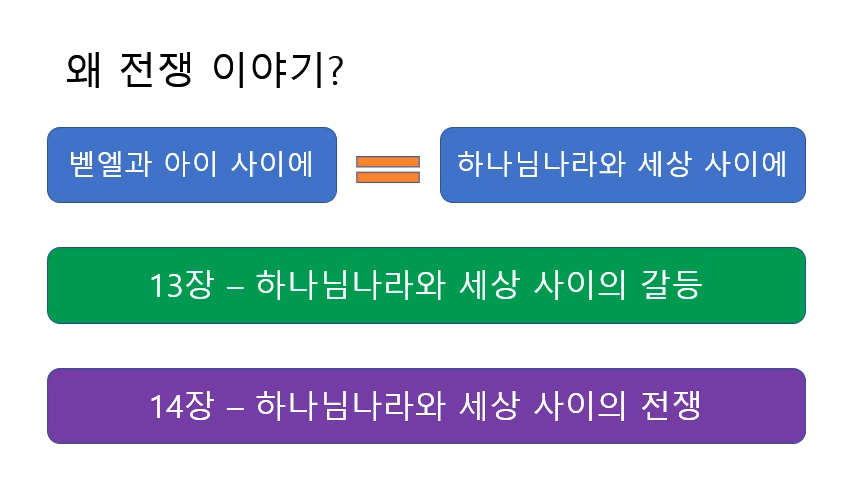 왜 전쟁 이야기?
벧엘과 아이 사이에
하나님나라와 세상 사이에
13장 – 하나님나라와 세상 사이의 갈등
14장 – 하나님나라와 세상 사이의 전쟁